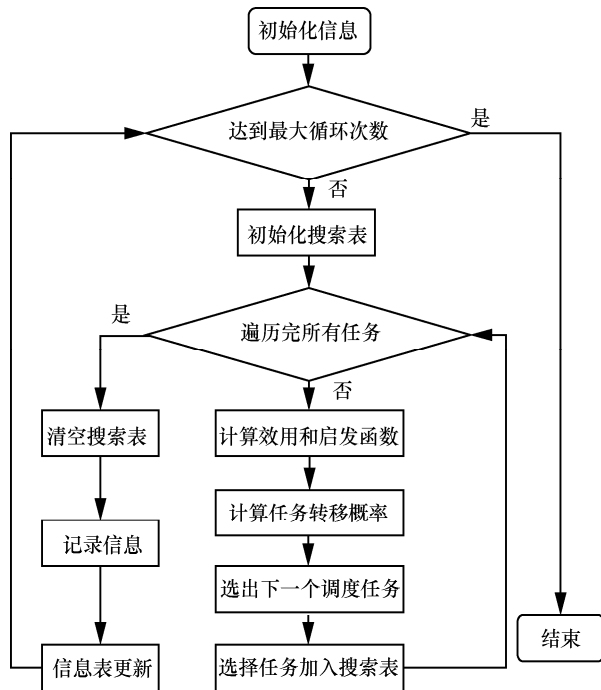 初始化信息
达到最大循环次数
是
否
初始化搜索表
遍历完所有任务
是
否
清空搜索表
计算效用和启发函数
记录信息
计算任务转移概率
选出下一个调度任务
信息表更新
选择任务加入搜索表
结束